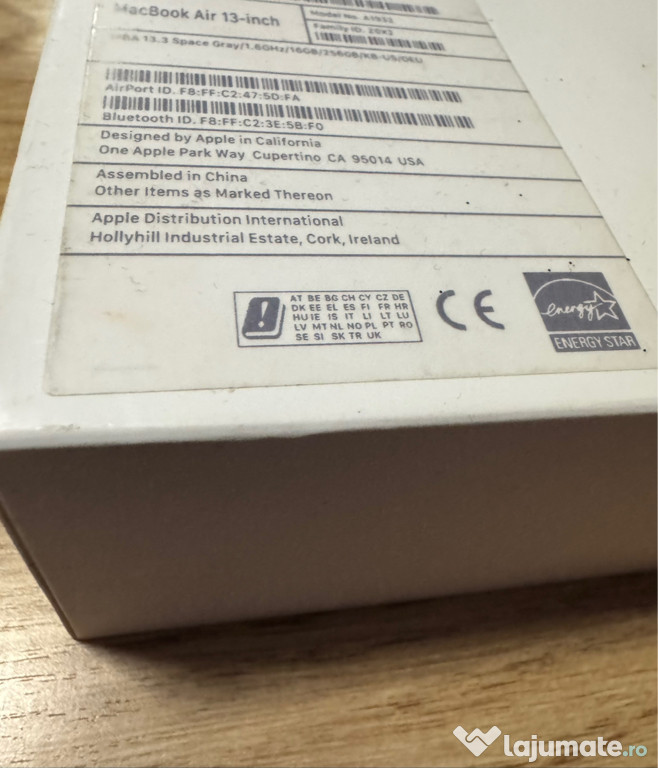 MacBook Air 13-inch
Model No. A1932
Family ID: 20X2
MBA 13.3 Space Gray/1.6GHz/16GB/256GB/KB-US/DEU
AirPort ID. F8:FF:C2:47:5D:FA
Bluetooth ID. F8:FF:C2:3E:5B:F0
Designed by Apple in California
One Apple Park Way Cupertino CA 95014 USA
Assembled in China
Other Items as Marked Thereon
Apple Distribution International
Hollyhill Industrial Estate, Cork, Ireland
AT BE BG CH CY CZ DE
DK EE EL ES FI FR HR
HU IE IS IT LI LT LU
LV MT NL NO PL PT RO
SE SI SK TR UK
CE
energy
ENERGY STAR
lajumate.ro